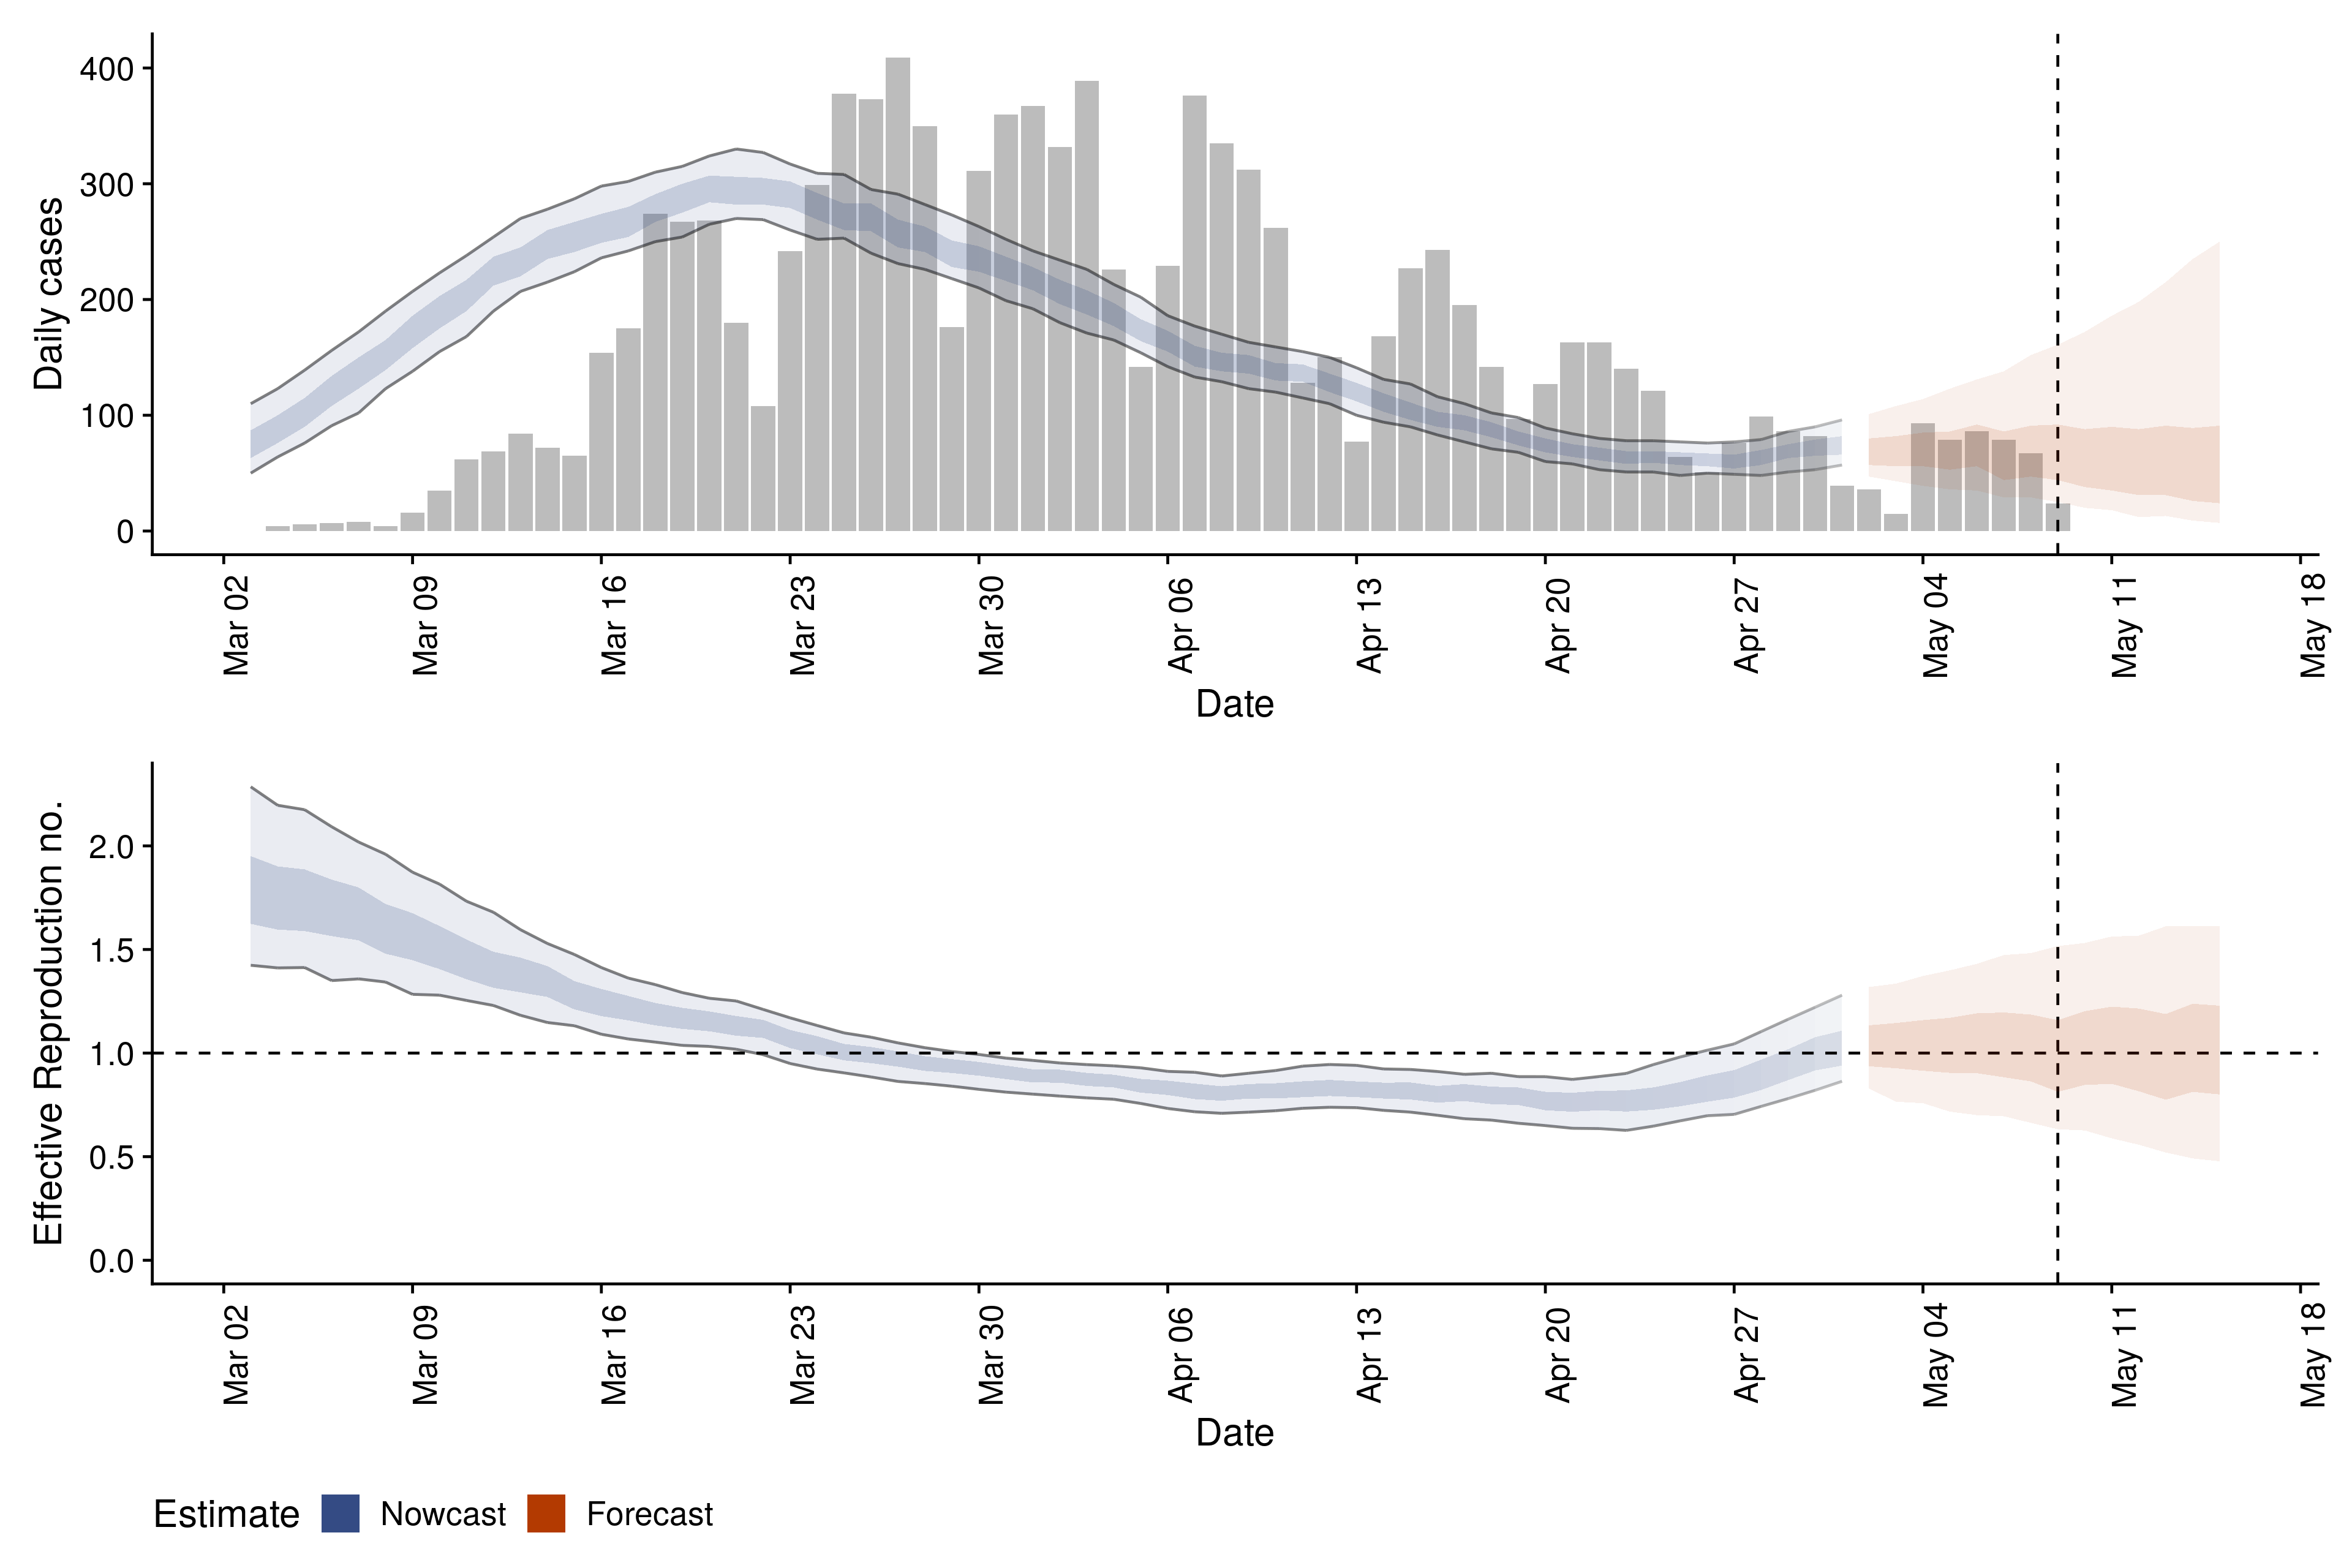 Daily cases
400
300
200
100
0
Mar 02
Mar 09
Mar 16
Mar 23
Mar 30
Apr 06
Apr 13
Apr 20
Apr 27
May 04
May 11
May 18
Date
Effective Reproduction no.
2.0
1.5
1.0
0.5
0.0
Mar 02
Mar 09
Mar 16
Mar 23
Mar 30
Apr 06
Apr 13
Apr 20
Apr 27
May 04
May 11
May 18
Date
Estimate Nowcast Forecast